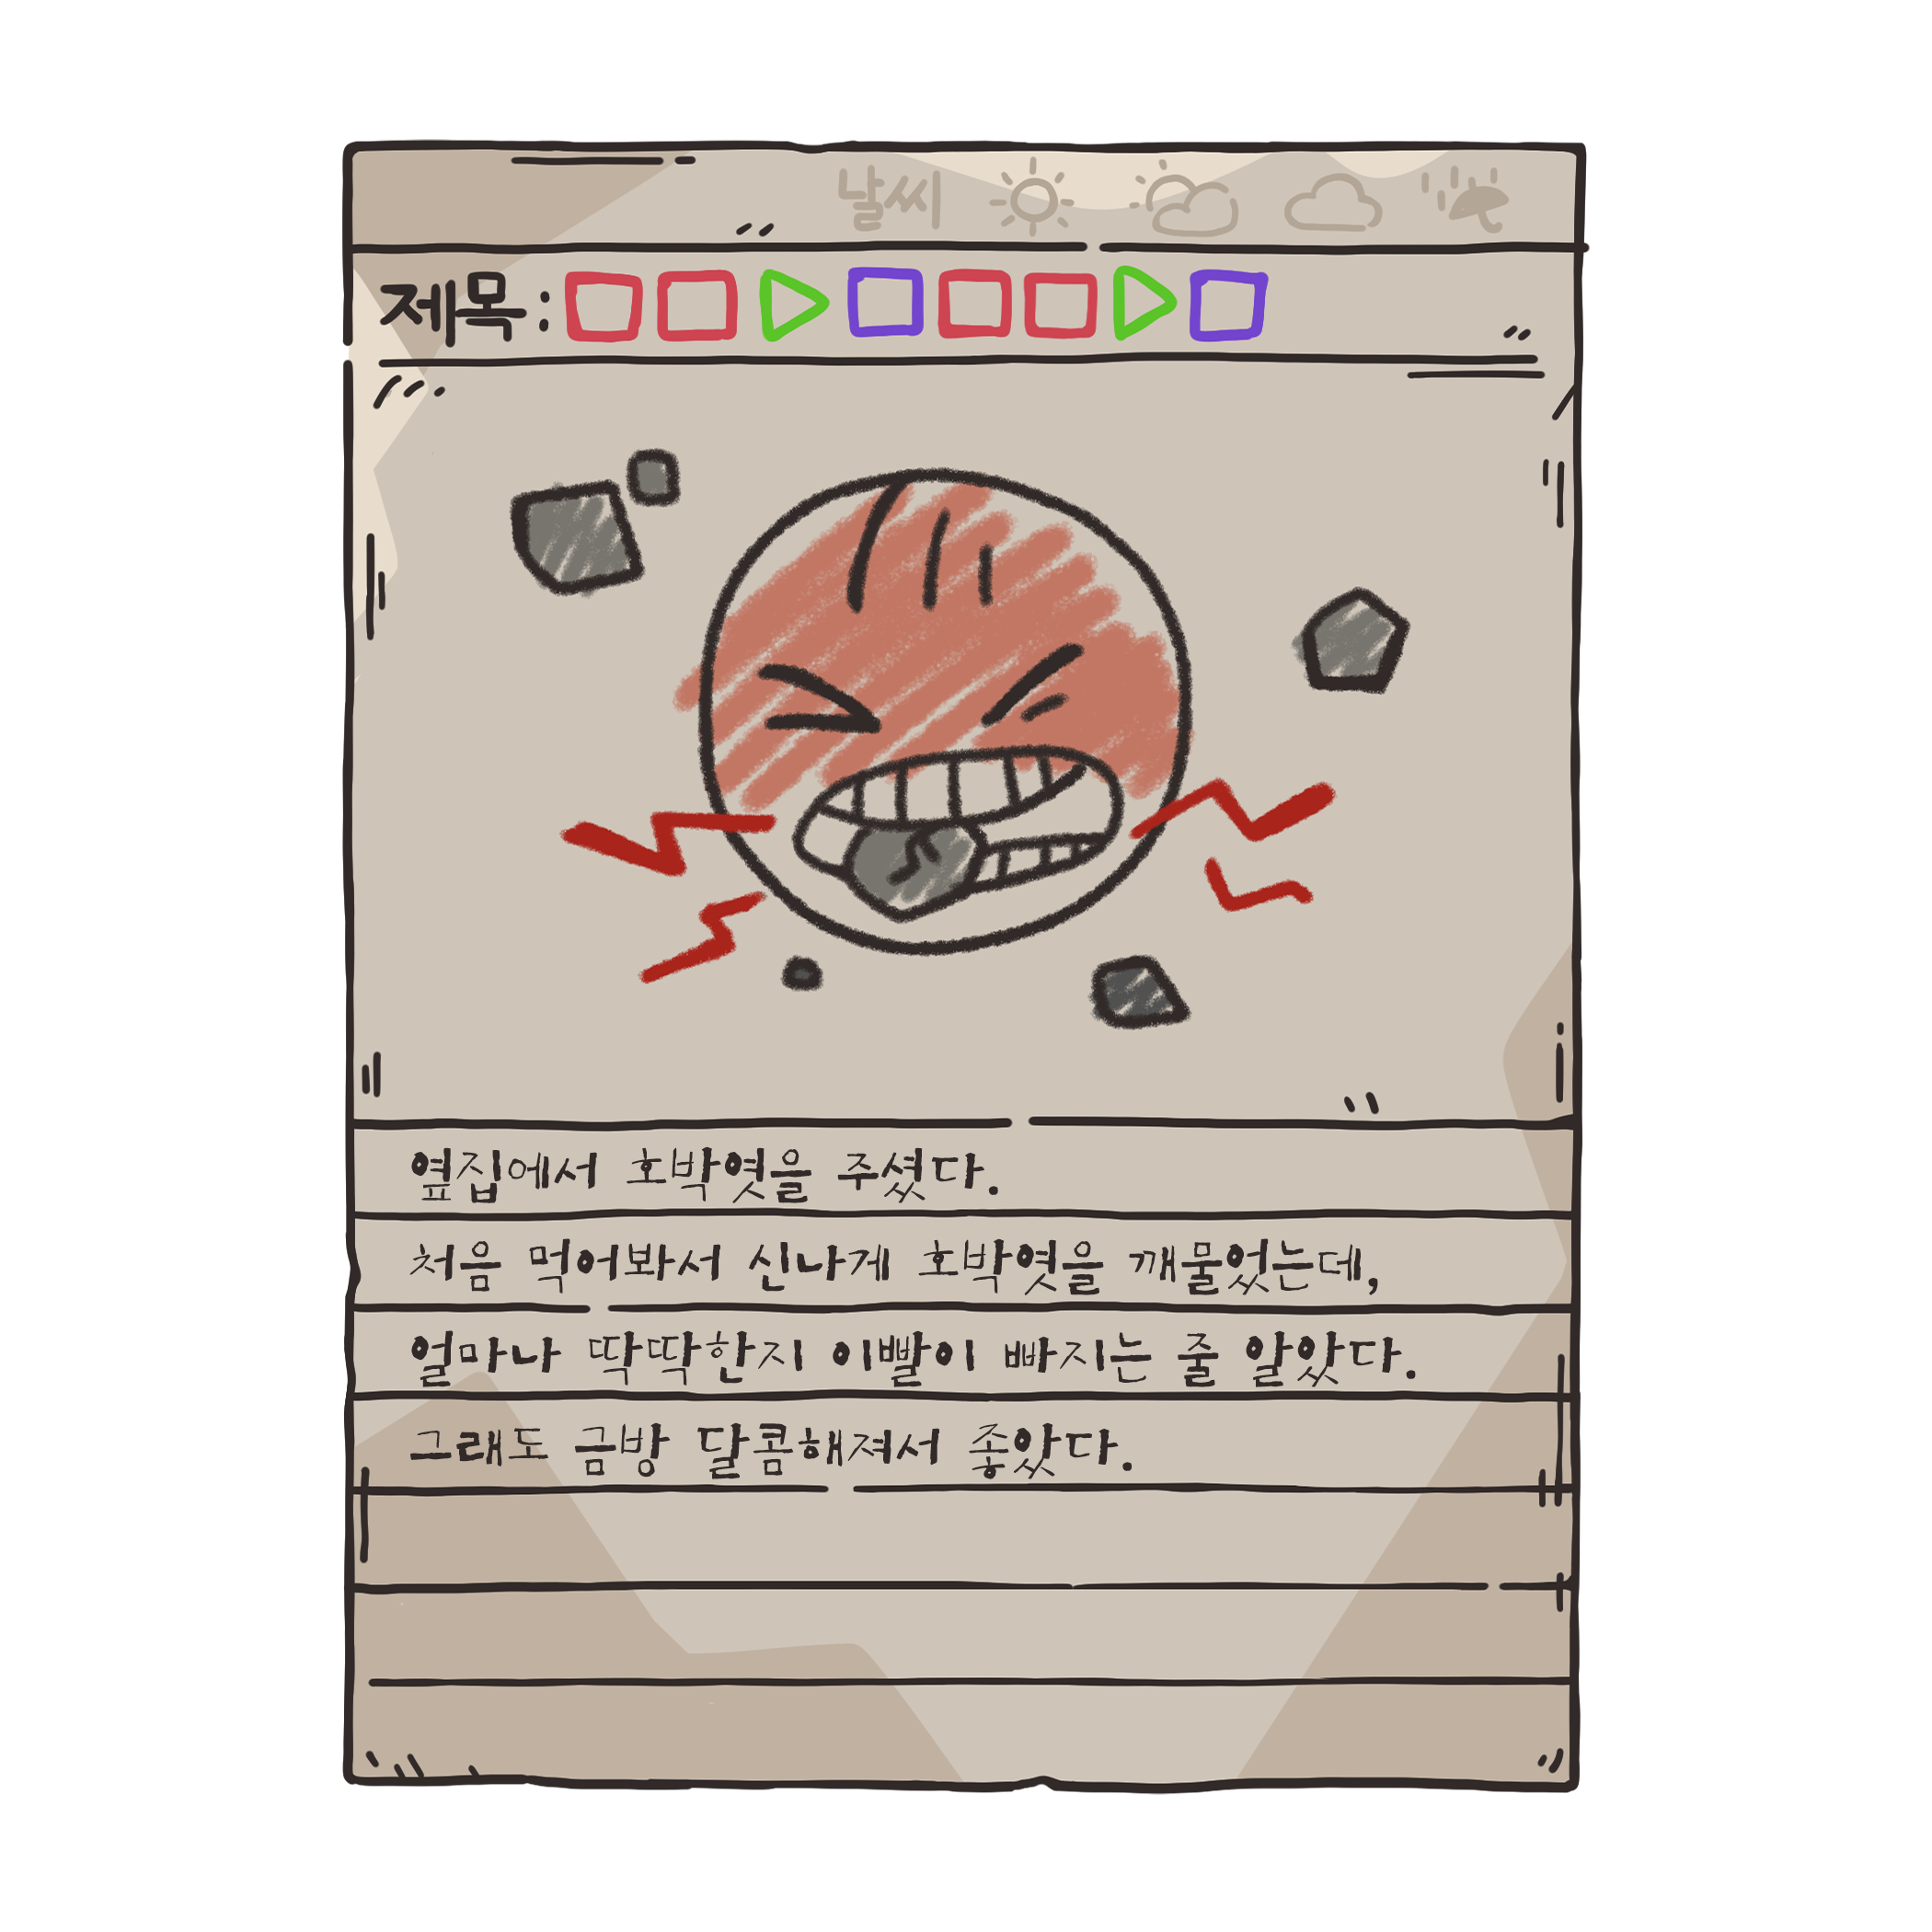 날씨
제목:
옆집에서 호박엿을 주셨다.
처음 먹어봐서 신나게 호박엿을 깨물었는데,
얼마나 딱딱한지 이빨이 빠지는 줄 알았다.
그래도 금방 달콤해져서 좋았다.